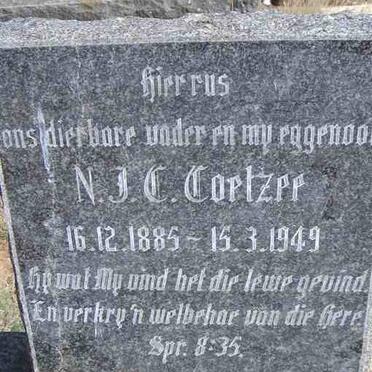 Hier rus
ons dierbare vader en my eggenoot
N.J.C. Coetzee
16.12.1885 ~ 15.3.1949
Hy wat My vind het die lewe gevind
En verkry 'n welbehae van die Here.
Spr. 8:35.